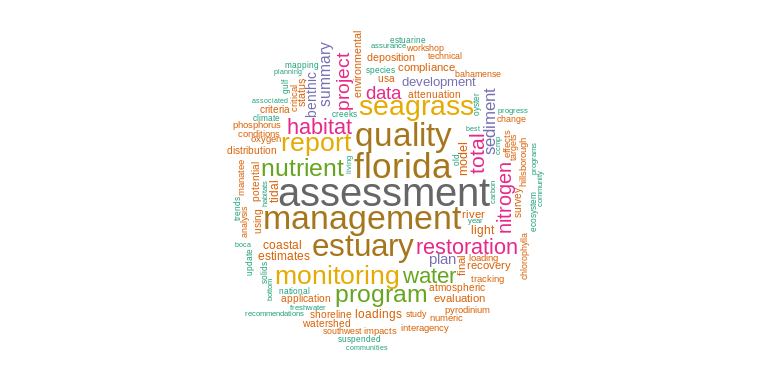 estuarine
assurance
workshop
environmental
summary
deposition
technical
mapping
planning
species
compliance
bahamense
gulf
status
critical
benthic
project
usa
development
data
attenuation
associated
criteria
climate
creeks
seagrass
oyster
sediment
progress
change
phosphorus
conditions
oxygen
habitat
quality
best
distribution
report
total
model
old
ccmp
effects
targets
hillsborough
programs
manatee
potential
nutrient
living
florida
nitrogen
carbon
community
habitats
tidal
assessment
survey
ecosystem
trends
analysis
using
management
river
year
light
boca
coastal
estuary
restoration
chlorophylla
update
estimates
plan
final
loading
recovery
solids
monitoring
water
tracking
bottom
national
application
program
atmospheric
evaluation
freshwater
recommendations
shoreline
loadings
study
numeric
pyrodinium
watershed
southwest
impacts
interagency
suspended
communities